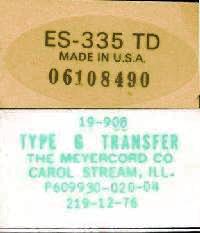 ES-335 TD
MADE IN U.S.A.
06108490
19-908
TYPE G TRANSFER
THE MEYERCORD CO
CAROL STREAM, ILL.
P609930-020-04
219-12-76